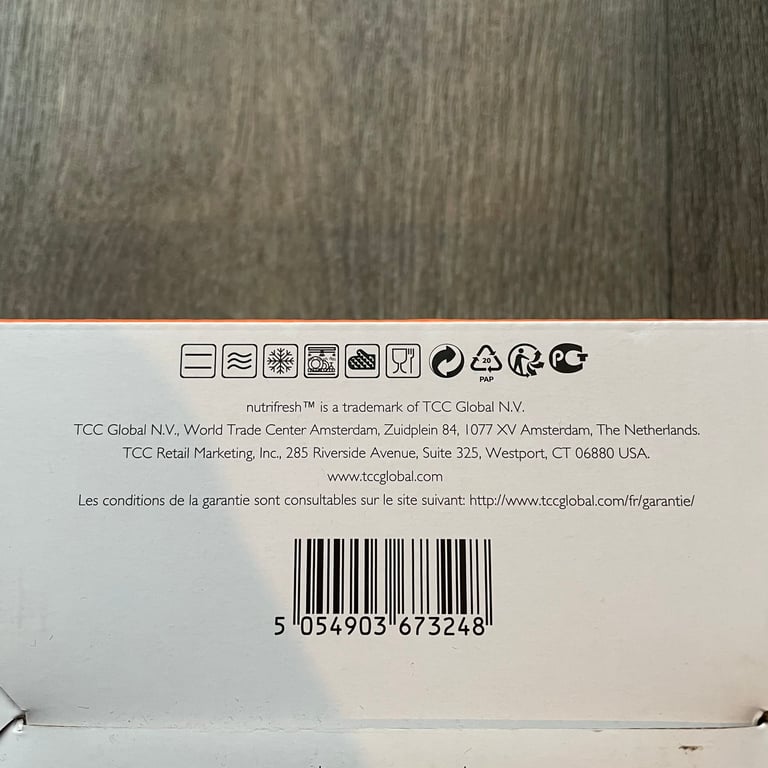 20
PAP
nutrifresh™ is a trademark of TCC Global N.V.
TCC Global N.V., World Trade Center Amsterdam, Zuidplein 84, 1077 XV Amsterdam, The Netherlands.
TCC Retail Marketing, Inc., 285 Riverside Avenue, Suite 325, Westport, CT 06880 USA.
www.tccglobal.com
Les conditions de la garantie sont consultables sur le site suivant: http://www.tccglobal.com/fr/garantie/
5 054903 673248